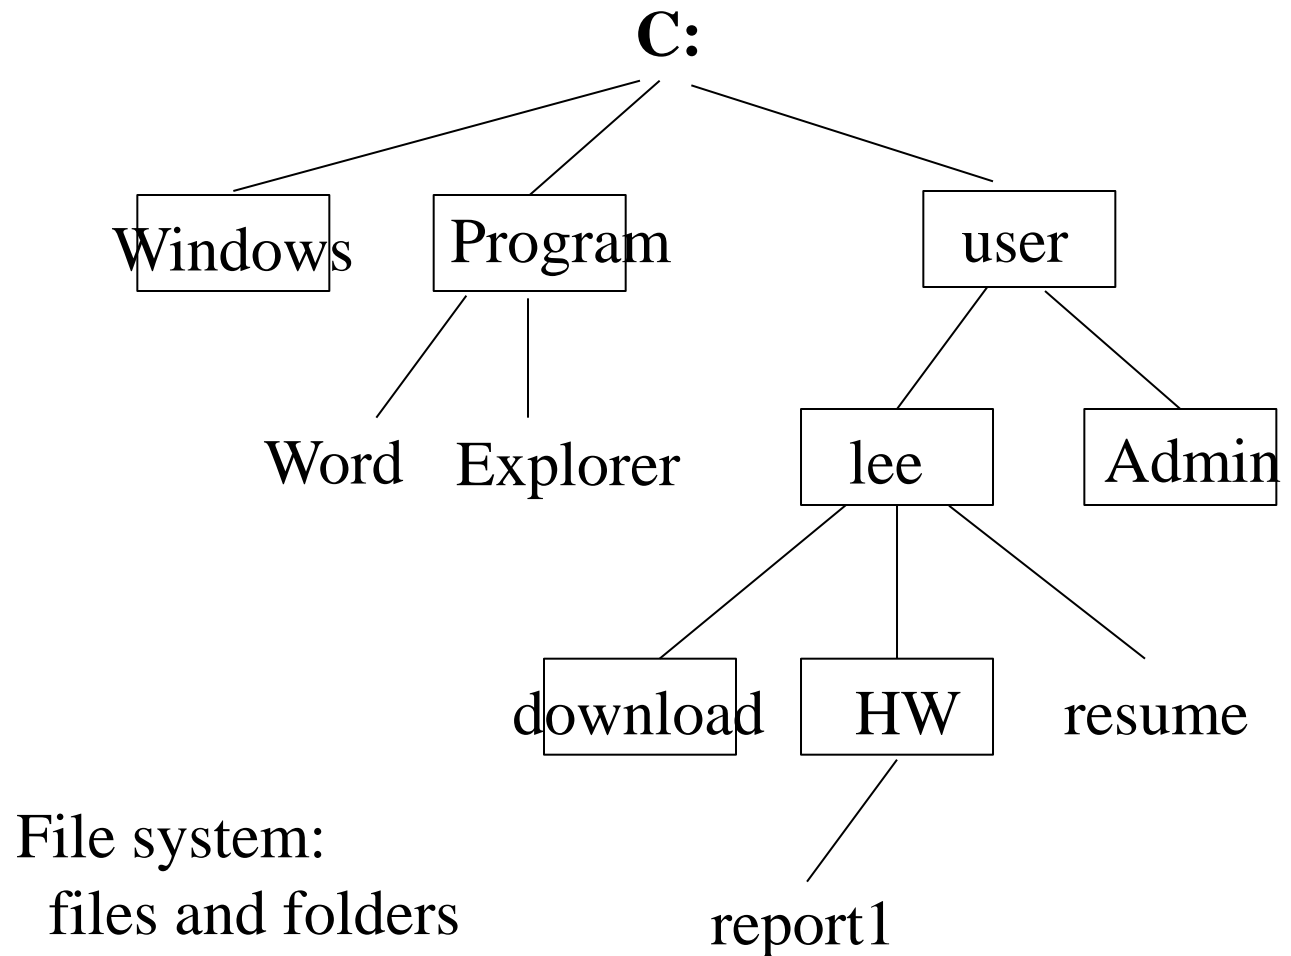 C:
Windows Program user
Word Explorer lee Admin
download HW resume
File system:
files and folders
report1